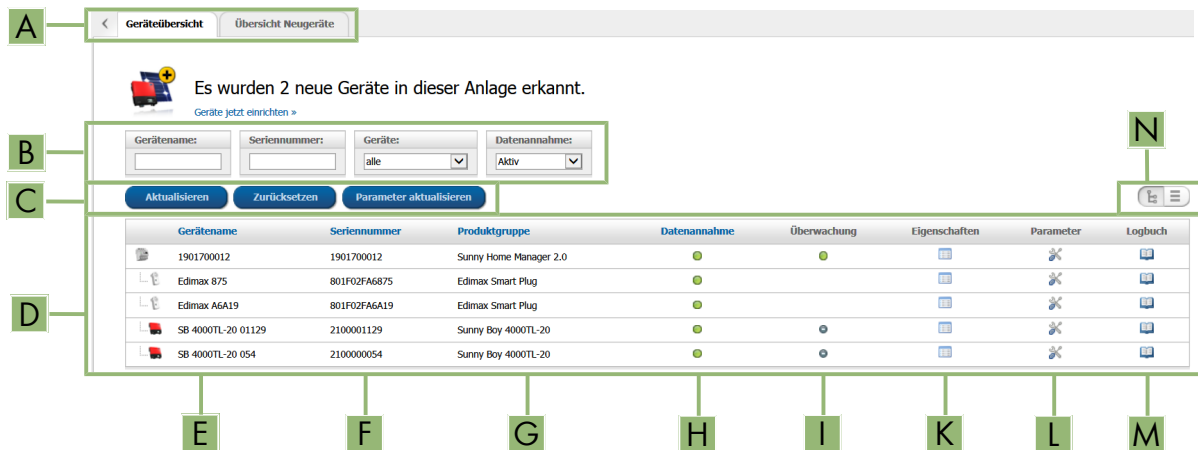 A
Geräteübersicht
Übersicht Neugeräte
Es wurden 2 neue Geräte in dieser Anlage erkannt.
Geräte jetzt einrichten »
B
Gerätename:
Seriennummer:
Geräte:
Datenannahme:
alle
Aktiv
N
C
Aktualisieren
Zurücksetzen
Parameter aktualisieren
D
Gerätename Seriennummer Produktgruppe Datenannahme Überwachung Eigenschaften Parameter Logbuch
1901700012 1901700012 Sunny Home Manager 2.0
Edimax 875 801F02FA6875 Edimax Smart Plug
Edimax A6A19 801F02FA6A19 Edimax Smart Plug
SB 4000TL-20 01129 2100001129 Sunny Boy 4000TL-20
SB 4000TL-20 054 2100000054 Sunny Boy 4000TL-20
E F G H I K L M